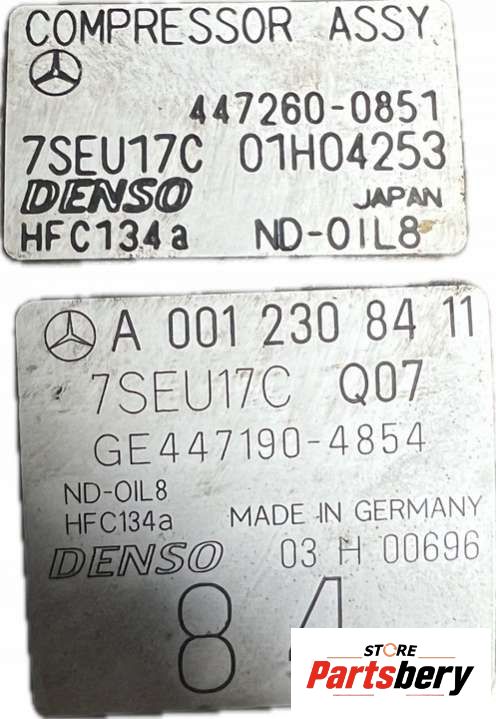 COMPRESSOR ASSY
447260-0851
7SEU17C 01H04253
DENSO JAPAN
HFC134a ND-OIL8
A 001 230 84 11
7SEU17C Q07
GE447190-4854
ND-OIL8
HFC134a MADE IN GERMANY
DENSO 03 H 00696
8 4
STORE
Partsbery